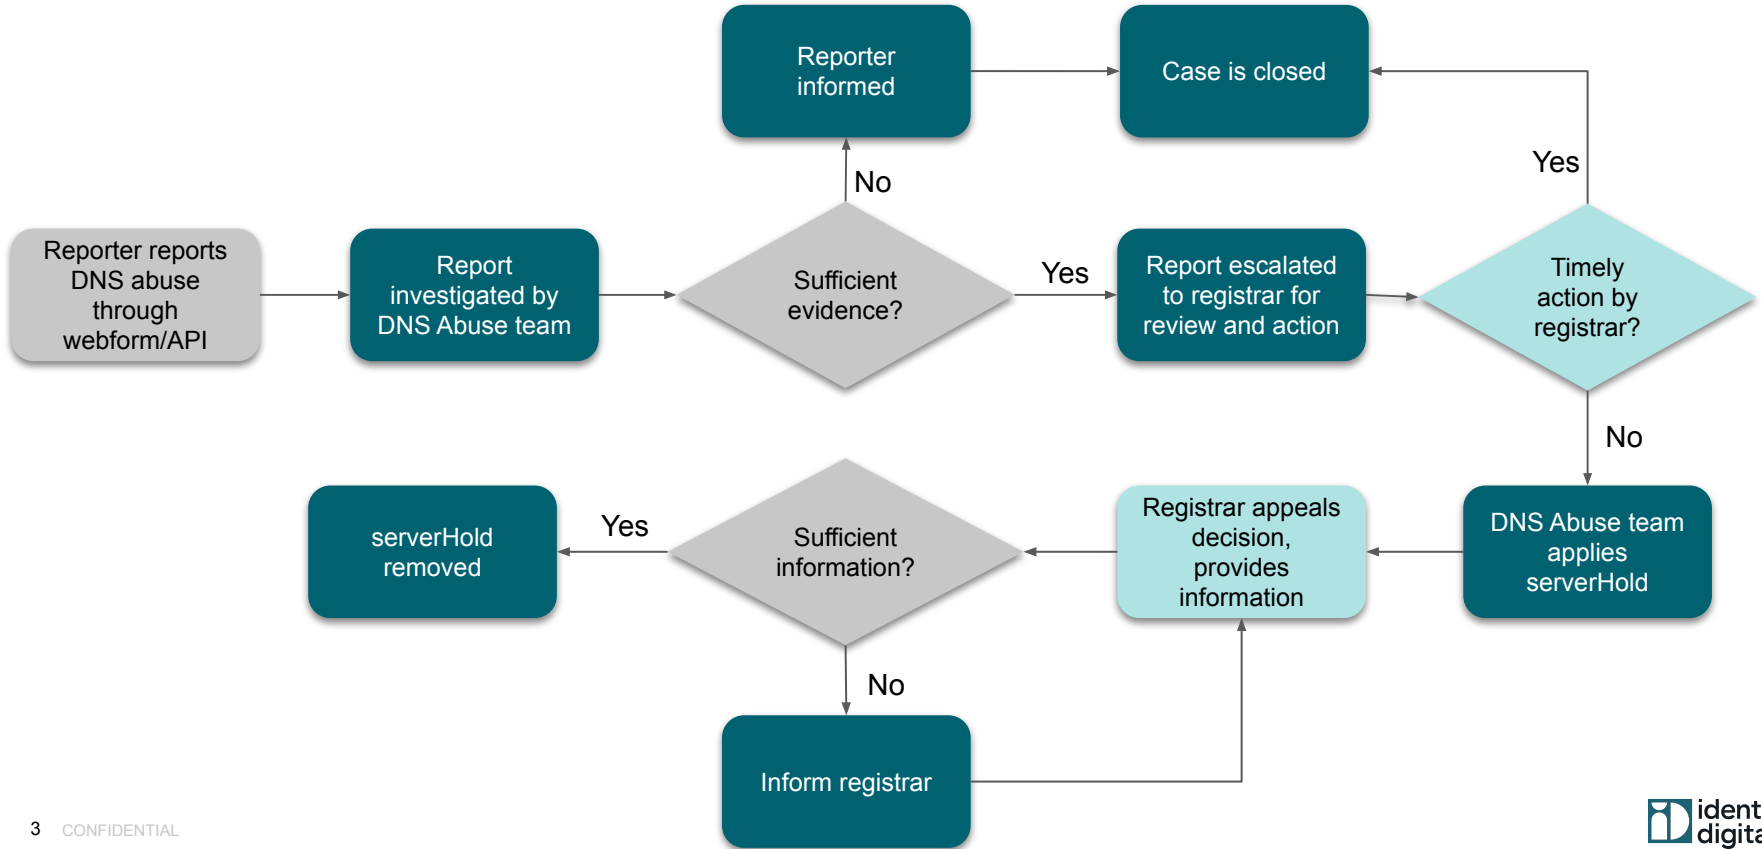 Reporter
informed
Case is closed
No
Yes
Reporter reports
DNS abuse
through
webform/API
Report
investigated by
DNS Abuse team
Sufficient
evidence?
Yes
Report escalated
to registrar for
review and action
Timely
action by
registrar?
No
serverHold
removed
Yes
Sufficient
information?
Registrar appeals
decision,
provides
information
DNS Abuse team
applies
serverHold
No
Inform registrar
3 CONFIDENTIAL
ident
digita